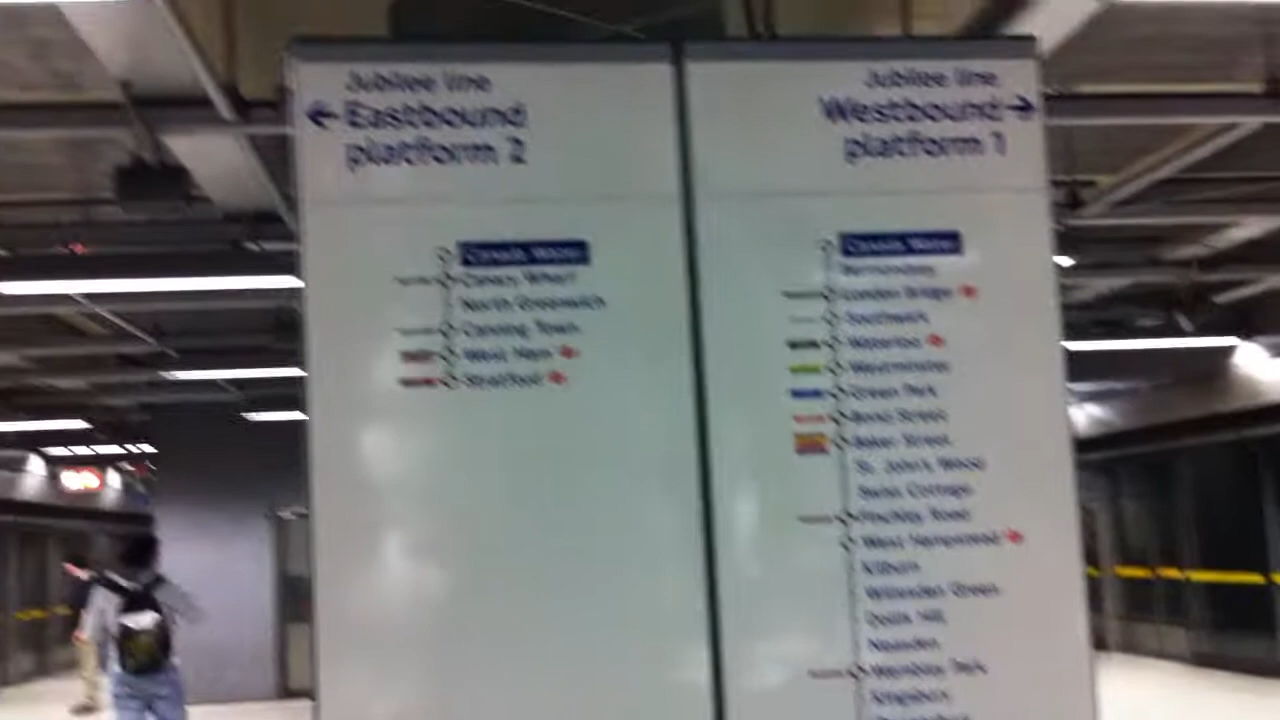 Jubilee line
Eastbound
platform 2
Canada Water
Canary Wharf
North Greenwich
Canning Town
West Ham
Stratford
Jubilee line
Westbound
platform 1
Canada Water
Bermondsey
London Bridge
Southwark
Waterloo
Westminster
Green Park
Bond Street
Baker Street
St. John's Wood
Swiss Cottage
Finchley Road
West Hampstead
Kilburn
Willesden Green
Dollis Hill
Neasden
Wembley Park
Kingsbury